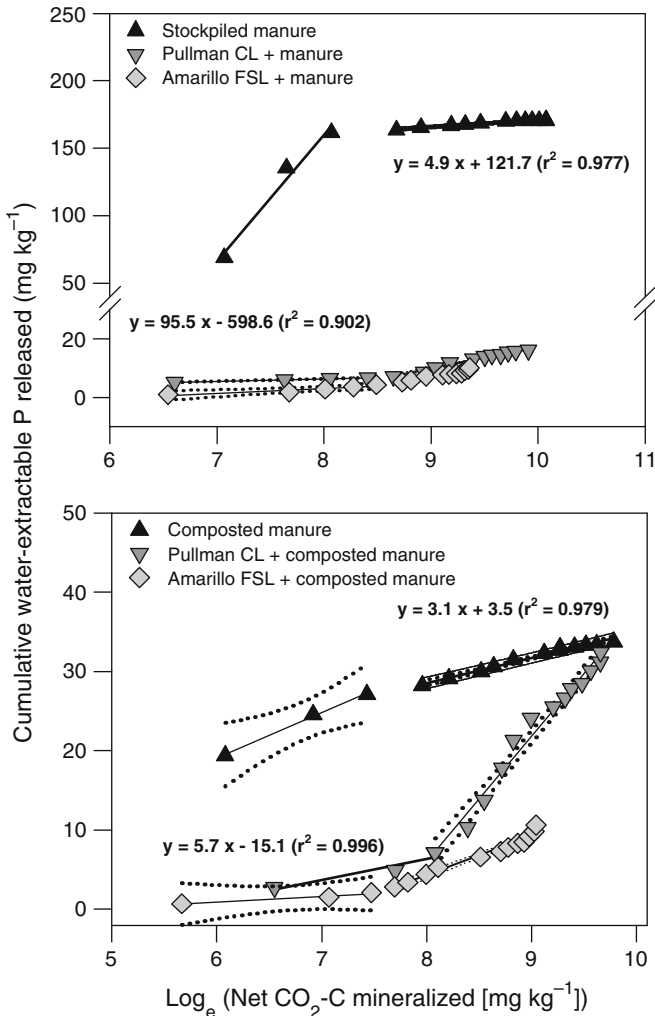 Cumulative water-extractable P released (mg kg⁻¹)
250
200
150
100
50
20
0
Stockpiled manure
Pullman CL + manure
Amarillo FSL + manure
y = 4.9 x + 121.7 (r² = 0.977)
y = 95.5 x - 598.6 (r² = 0.902)
6 7 8 9 10 11
50
40
30
20
10
0
Composted manure
Pullman CL + composted manure
Amarillo FSL + composted manure
y = 3.1 x + 3.5 (r² = 0.979)
y = 5.7 x - 15.1 (r² = 0.996)
5 6 7 8 9 10
Logₑ (Net CO₂-C mineralized [mg kg⁻¹])